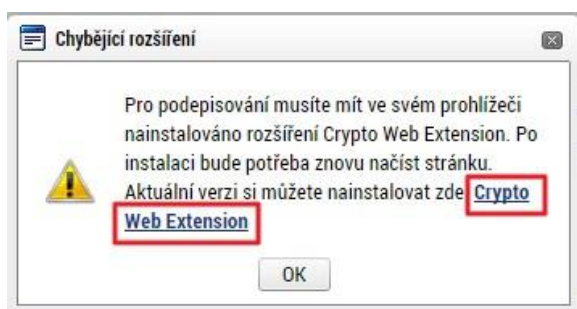 Chybějící rozšíření
Pro podepisování musíte mít ve svém prohlížeči
nainstalováno rozšíření Crypto Web Extension. Po
instalaci bude potřeba znovu načíst stránku.
Aktuální verzi si můžete nainstalovat zde Crypto
Web Extension
OK